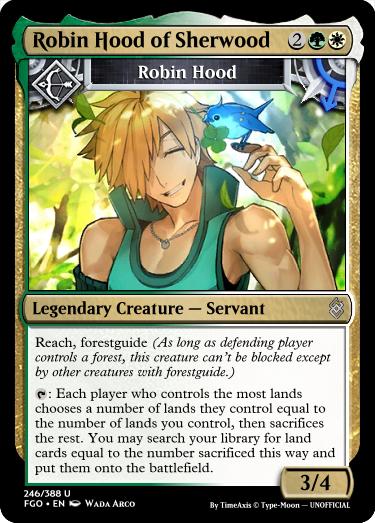 Robin Hood of Sherwood 2
Robin Hood
Legendary Creature — Servant
Reach, forestguide (As long as defending player
controls a forest, this creature can't be blocked except
by other creatures with forestguide.)
: Each player who controls the most lands
chooses a number of lands they control equal to
the number of lands you control, then sacrifices
the rest. You may search your library for land
cards equal to the number sacrificed this way and
put them onto the battlefield.
3/4
246/388 U
FGO • EN Wada Arco
By TimeAxis © Type-Moon — UNOFFICIAL